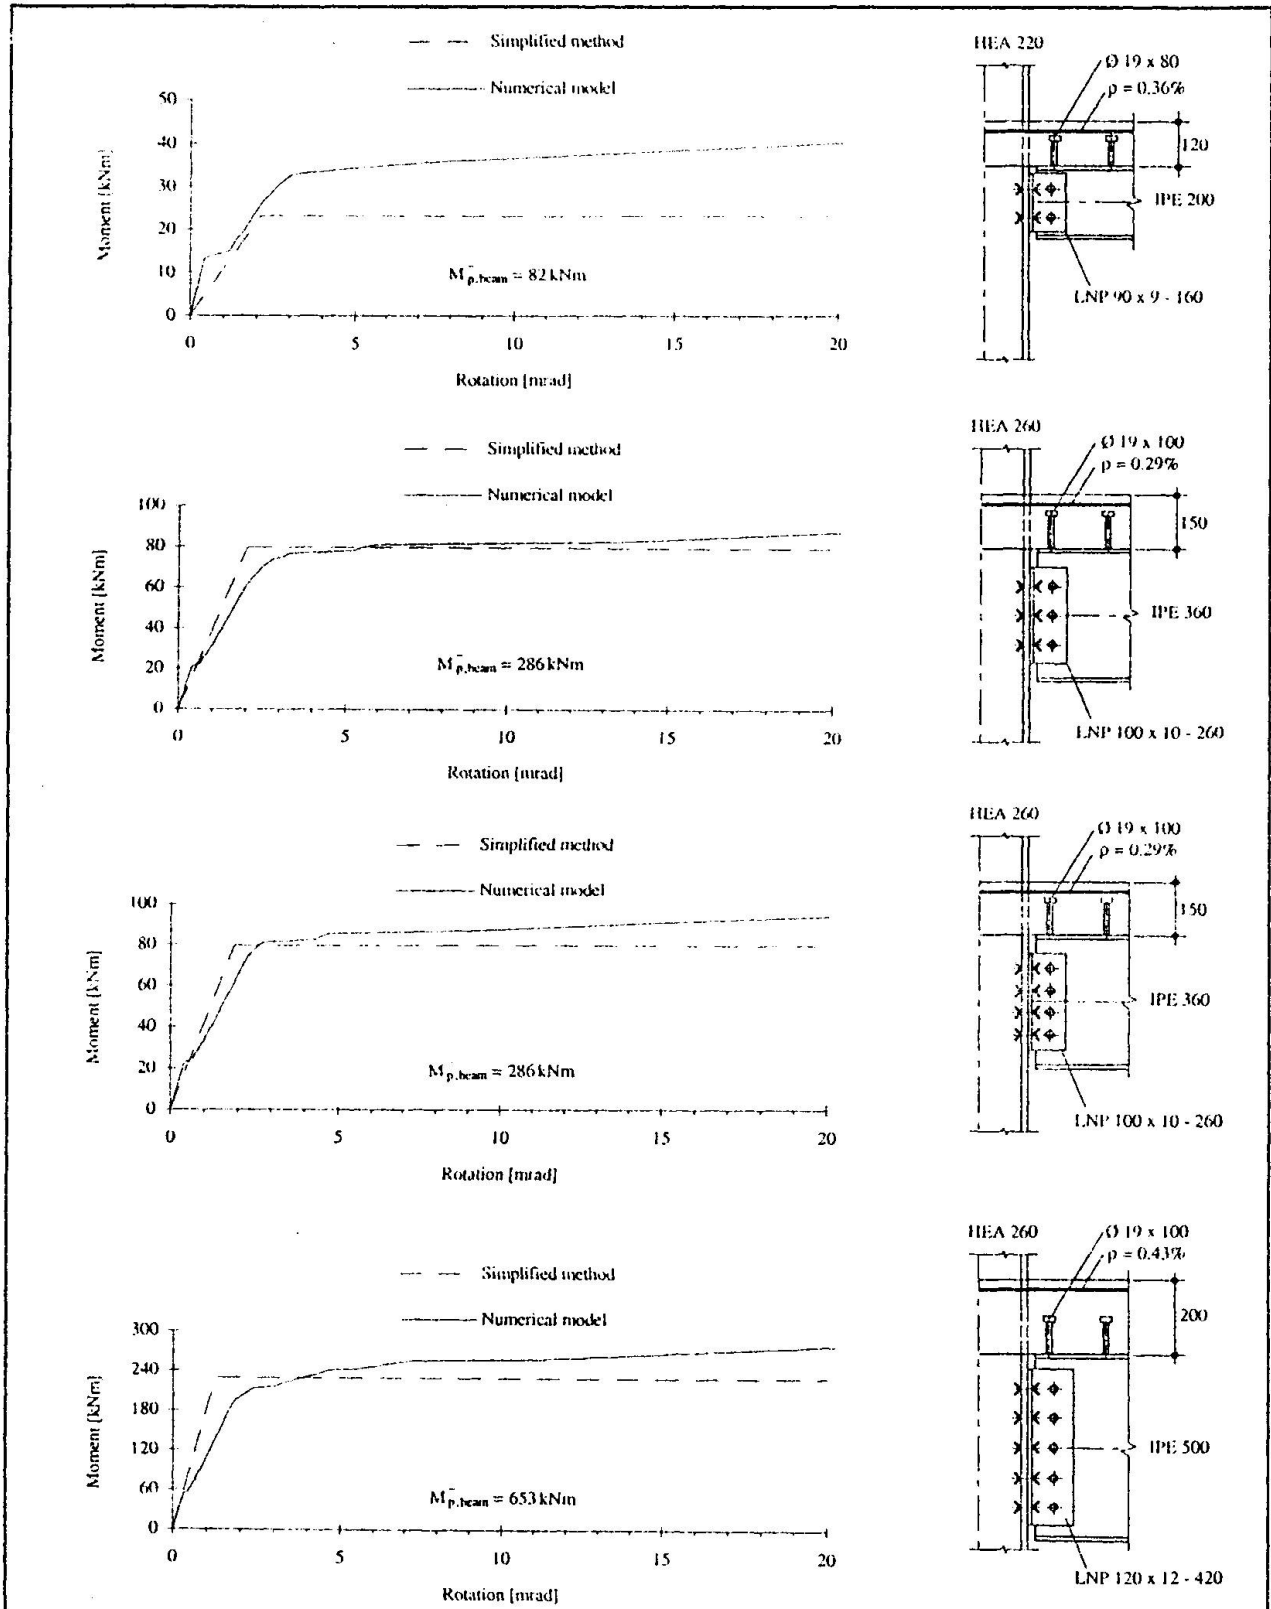 Simplified method
Numerical model
50
40
30
20
10
0
Moment [kNm]
0 5 10 15 20
Rotation [mrad]
M⁻p,beam = 82 kNm
HEA 220
Ø 19 x 80
ρ = 0.36%
120
IPE 200
LNP 90 x 9 - 160
Simplified method
Numerical model
100
80
60
40
20
0
Moment [kNm]
0 5 10 15 20
Rotation [mrad]
M⁻p,beam = 286 kNm
HEA 260
Ø 19 x 100
ρ = 0.29%
150
IPE 360
LNP 100 x 10 - 260
Simplified method
Numerical model
100
80
60
40
20
0
Moment [kNm]
0 5 10 15 20
Rotation [mrad]
M⁻p,beam = 286 kNm
HEA 260
Ø 19 x 100
ρ = 0.29%
150
IPE 360
LNP 100 x 10 - 260
Simplified method
Numerical model
300
240
180
120
60
0
Moment [kNm]
0 5 10 15 20
Rotation [mrad]
M⁻p,beam = 653 kNm
HEA 260
Ø 19 x 100
ρ = 0.43%
200
IPE 500
LNP 120 x 12 - 420